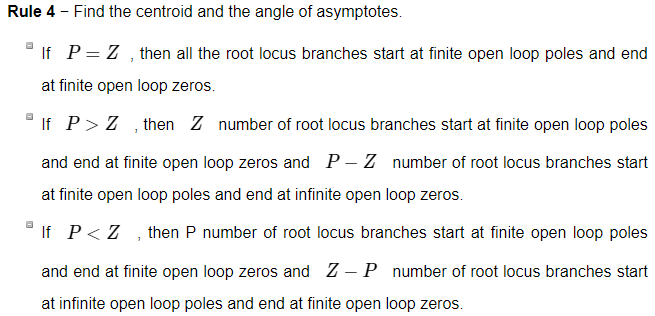 Rule 4 − Find the centroid and the angle of asymptotes.
If P = Z , then all the root locus branches start at finite open loop poles and end
at finite open loop zeros.
If P > Z , then Z number of root locus branches start at finite open loop poles
and end at finite open loop zeros and P − Z number of root locus branches start
at finite open loop poles and end at infinite open loop zeros.
If P < Z , then P number of root locus branches start at finite open loop poles
and end at finite open loop zeros and Z − P number of root locus branches start
at infinite open loop poles and end at finite open loop zeros.